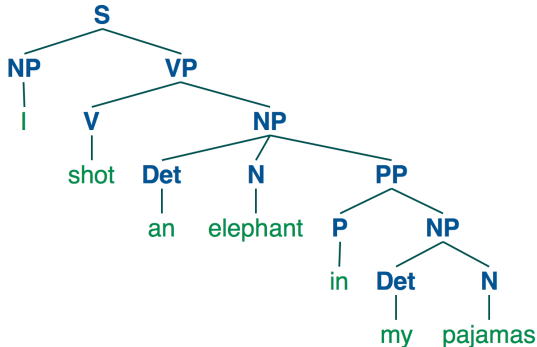 S
NP VP
I V NP
shot Det N PP
an elephant P NP
in Det N
my pajamas